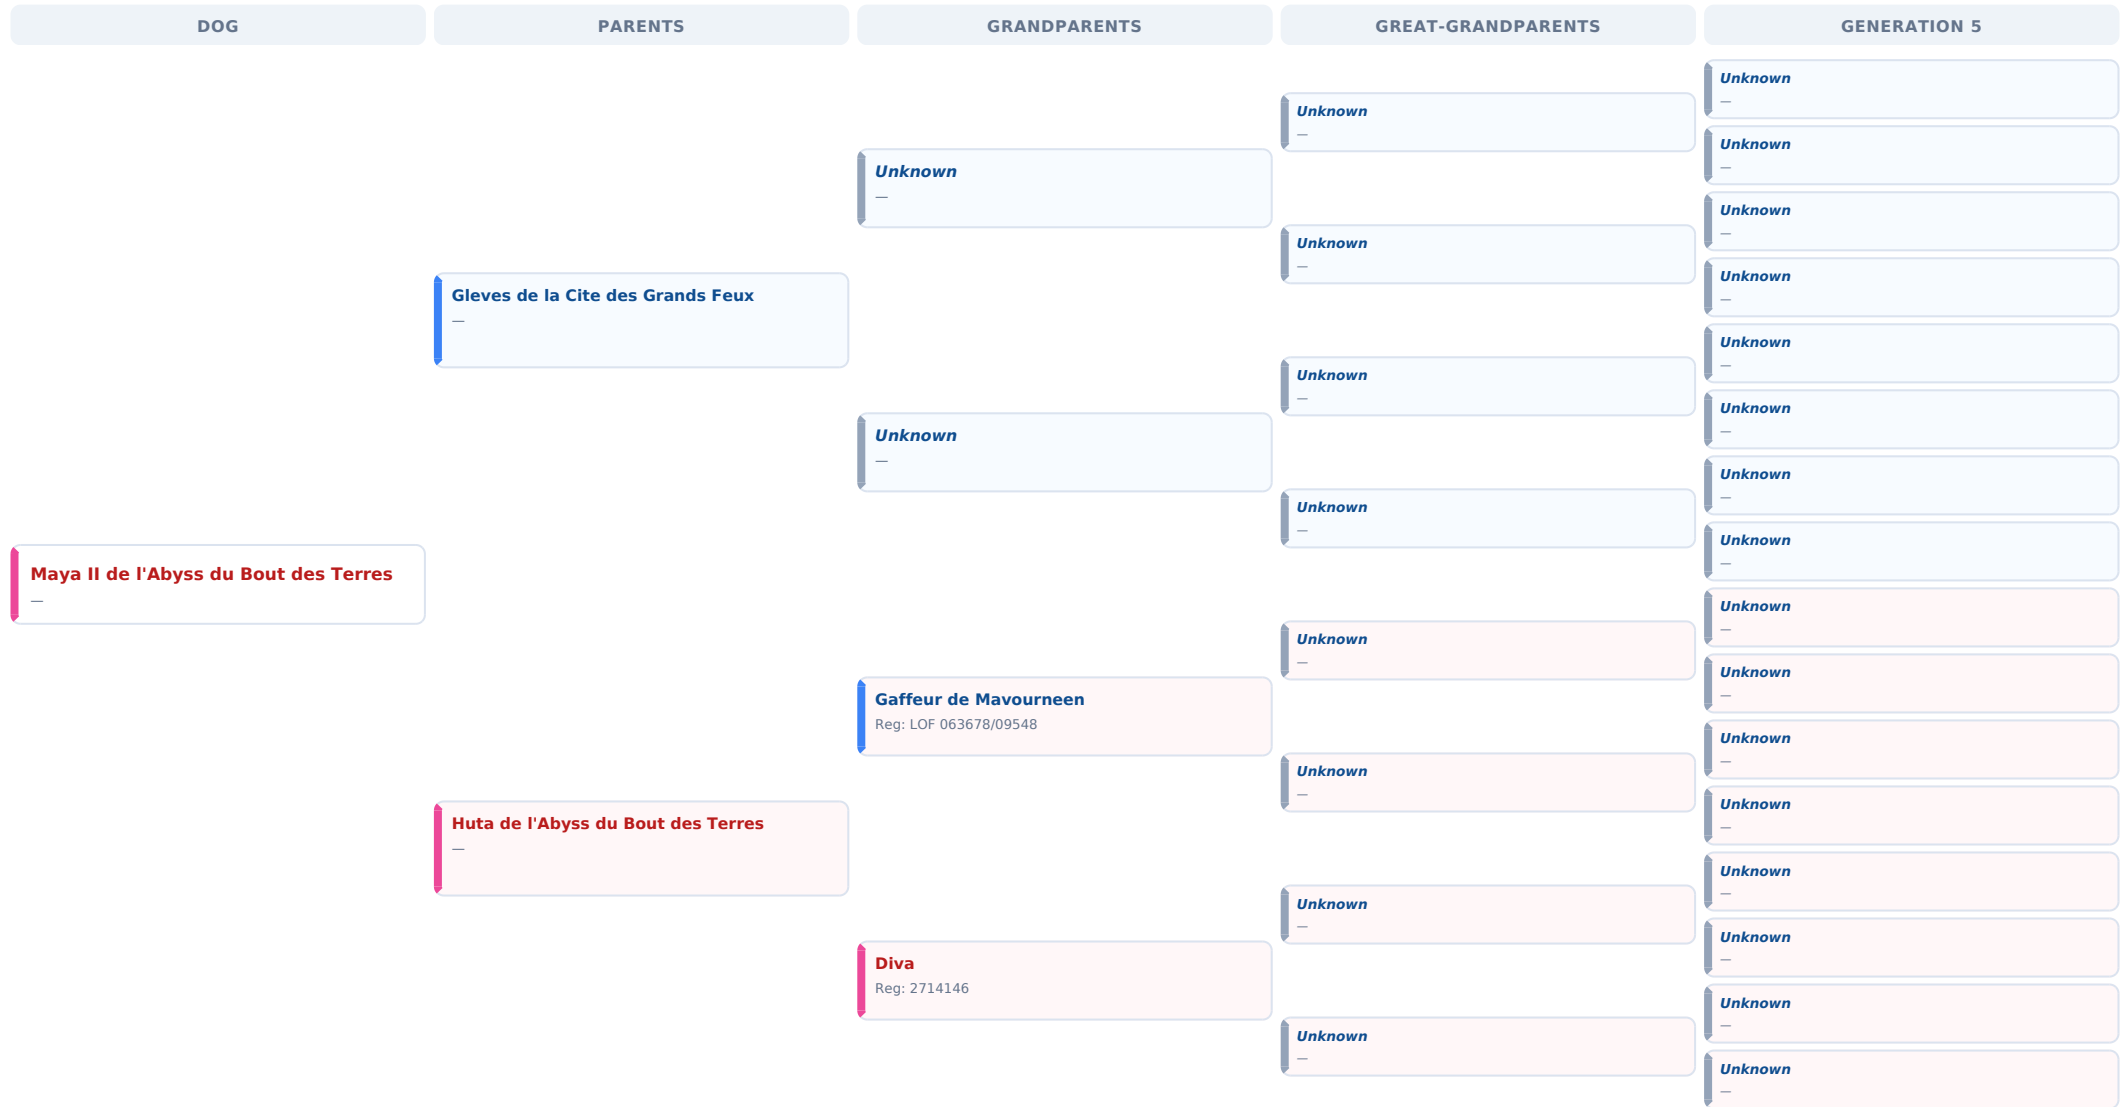 DOG
PARENTS
GRANDPARENTS
GREAT-GRANDPARENTS
GENERATION 5
Maya II de l'Abyss du Bout des Terres
—
Gleves de la Cite des Grands Feux
—
Huta de l'Abyss du Bout des Terres
—
Unknown
—
Unknown
—
Gaffeur de Mavourneen
Reg: LOF 063678/09548
Diva
Reg: 2714146
Unknown
—
Unknown
—
Unknown
—
Unknown
—
Unknown
—
Unknown
—
Unknown
—
Unknown
—
Unknown
—
Unknown
—
Unknown
—
Unknown
—
Unknown
—
Unknown
—
Unknown
—
Unknown
—
Unknown
—
Unknown
—
Unknown
—
Unknown
—
Unknown
—
Unknown
—
Unknown
—
Unknown
—